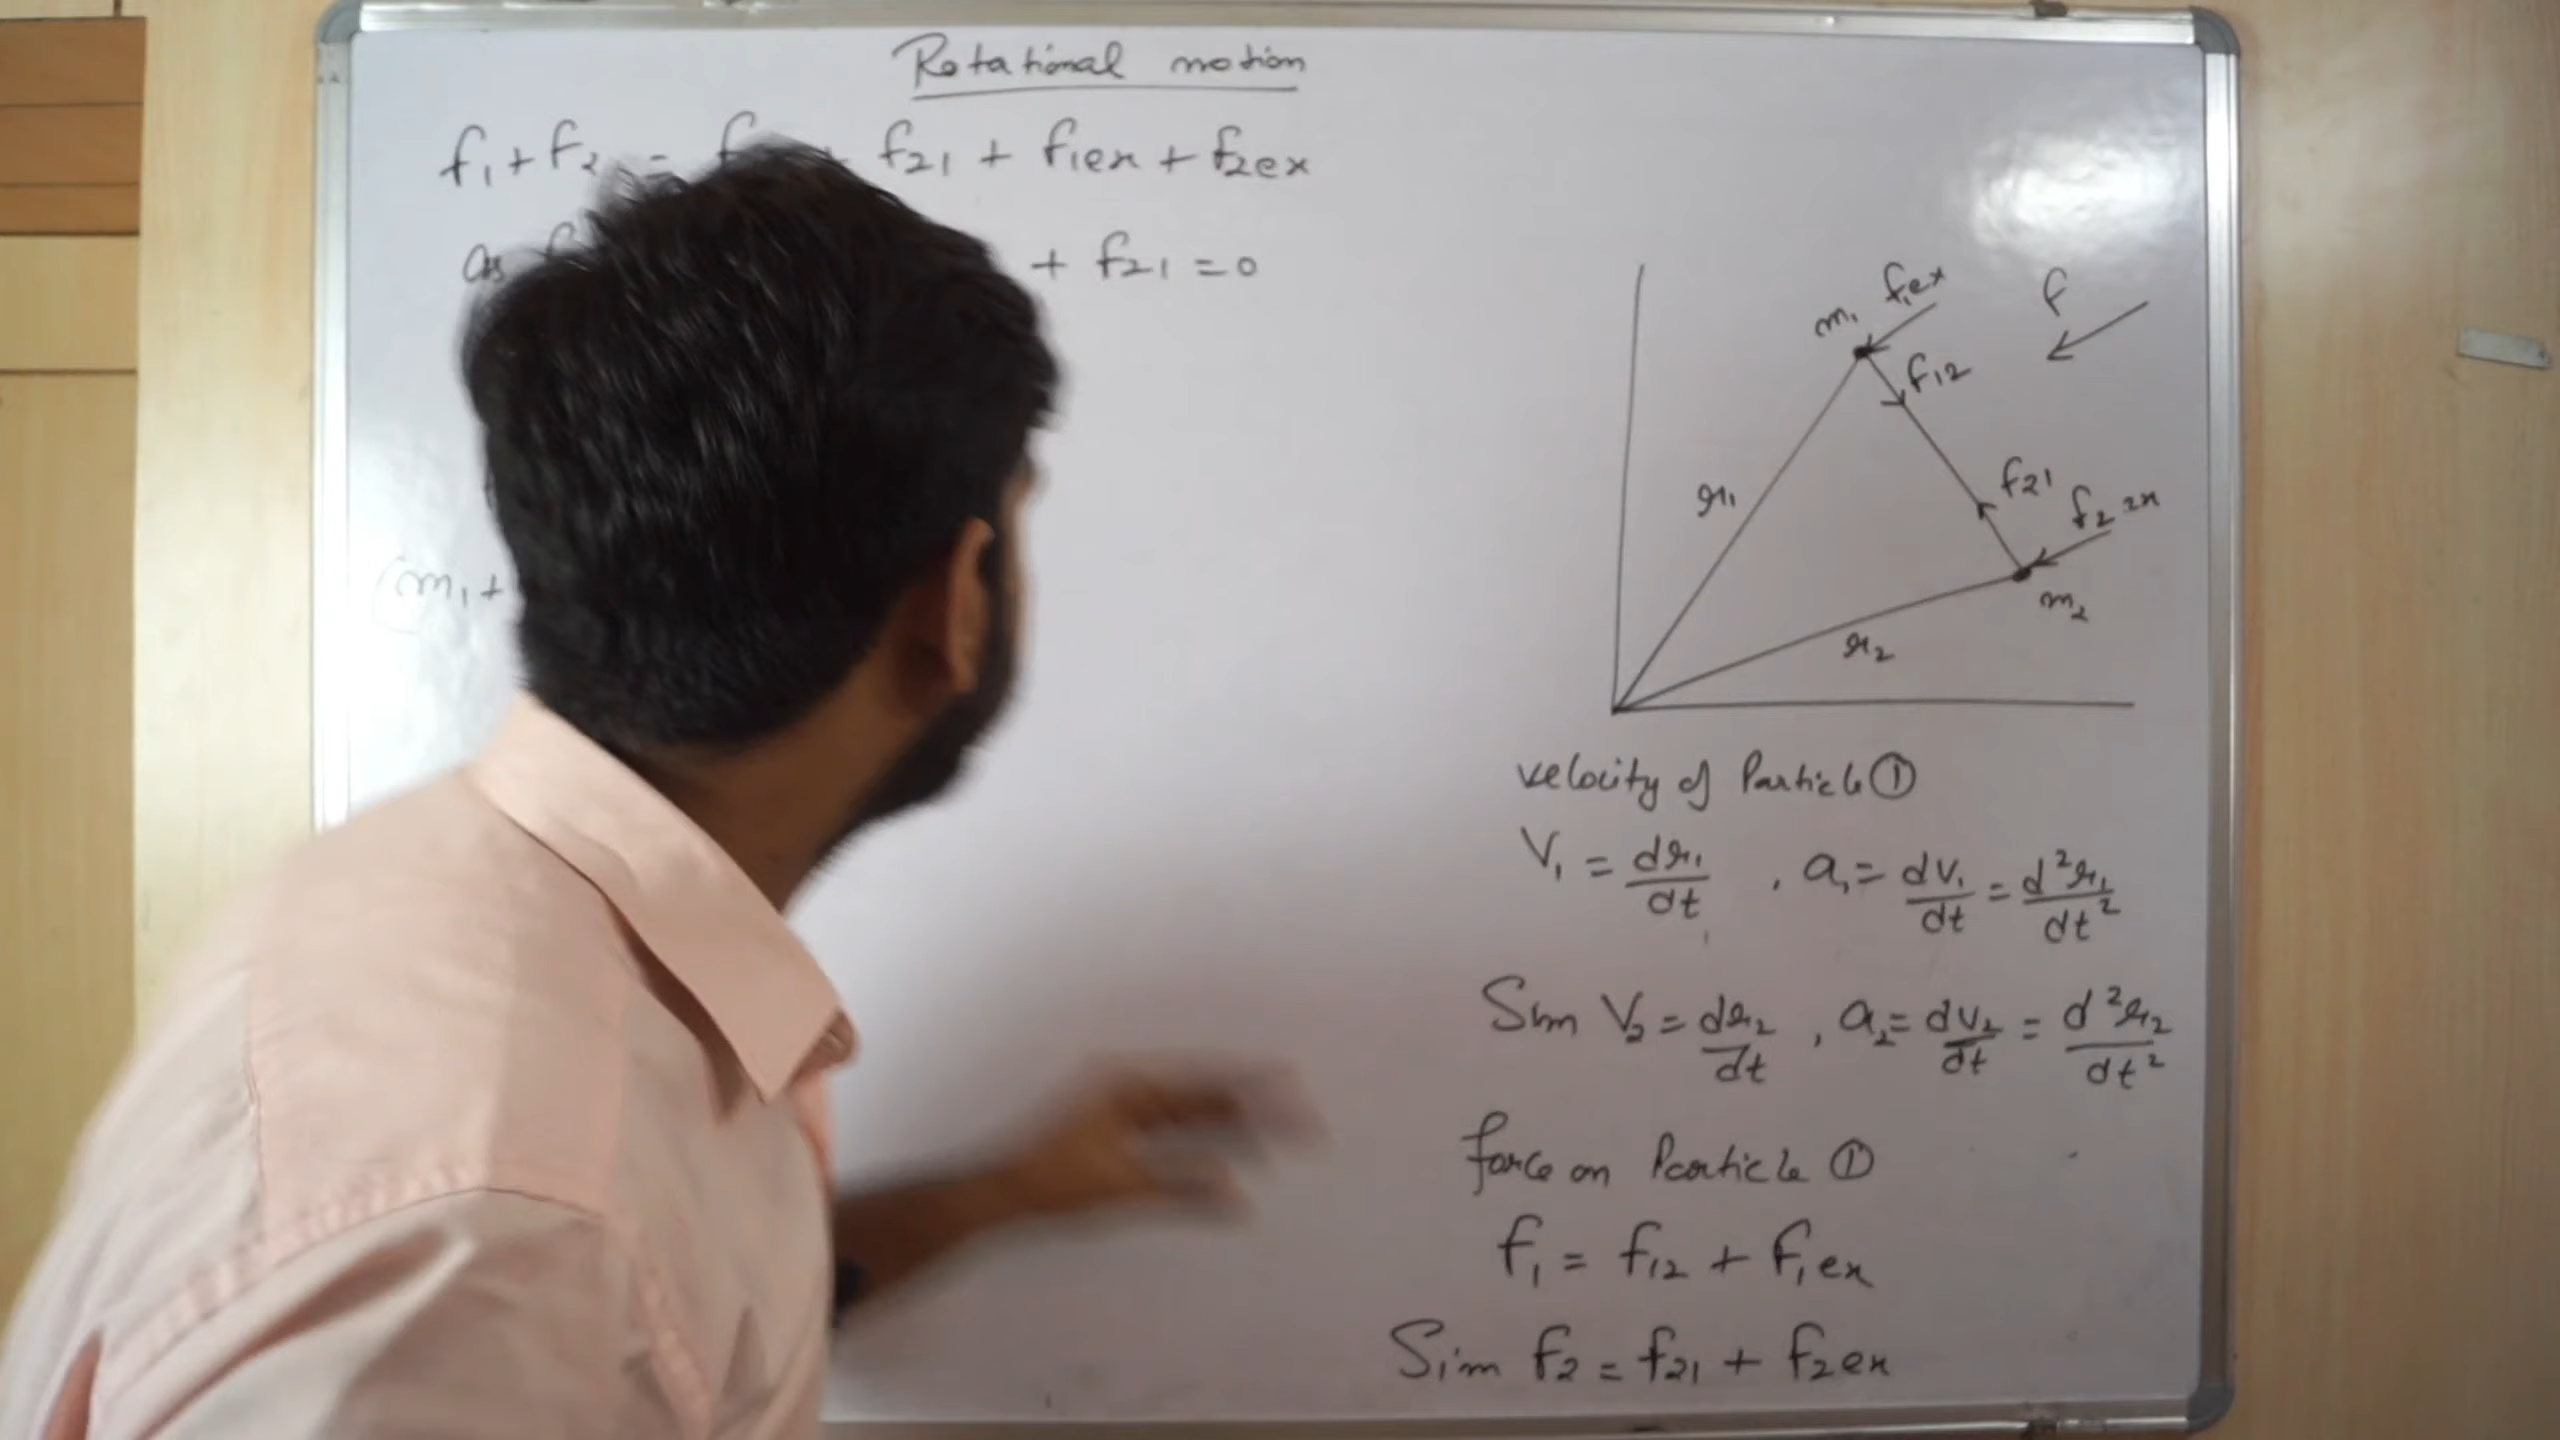 Rotational motion
f₁ + f₂ = f + f₂₁ + f₁ex + f₂ex
as + f₂₁ = 0
(m₁ +
m₁ f₁ex f
f₁₂
r₁ f₂₁ f₂ 2x
m₂
r₂
velocity of Particle ①
V₁ = dr₁/dt , a₁ = dv₁/dt = d²r₁/dt²
Sim V₂ = dr₂/dt , a₂ = dv₂/dt = d²r₂/dt²
force on Particle ①
f₁ = f₁₂ + f₁ex
Sim f₂ = f₂₁ + f₂ex